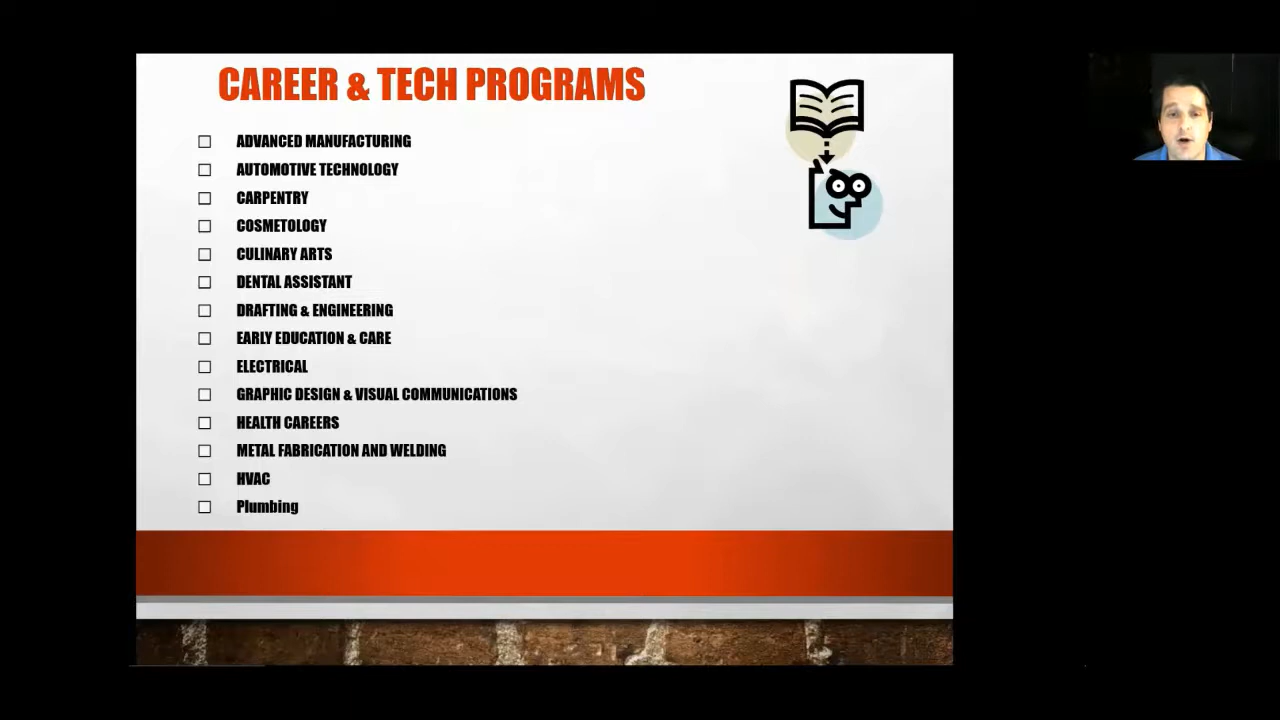 CAREER & TECH PROGRAMS
ADVANCED MANUFACTURING
AUTOMOTIVE TECHNOLOGY
CARPENTRY
COSMETOLOGY
CULINARY ARTS
DENTAL ASSISTANT
DRAFTING & ENGINEERING
EARLY EDUCATION & CARE
ELECTRICAL
GRAPHIC DESIGN & VISUAL COMMUNICATIONS
HEALTH CAREERS
METAL FABRICATION AND WELDING
HVAC
Plumbing